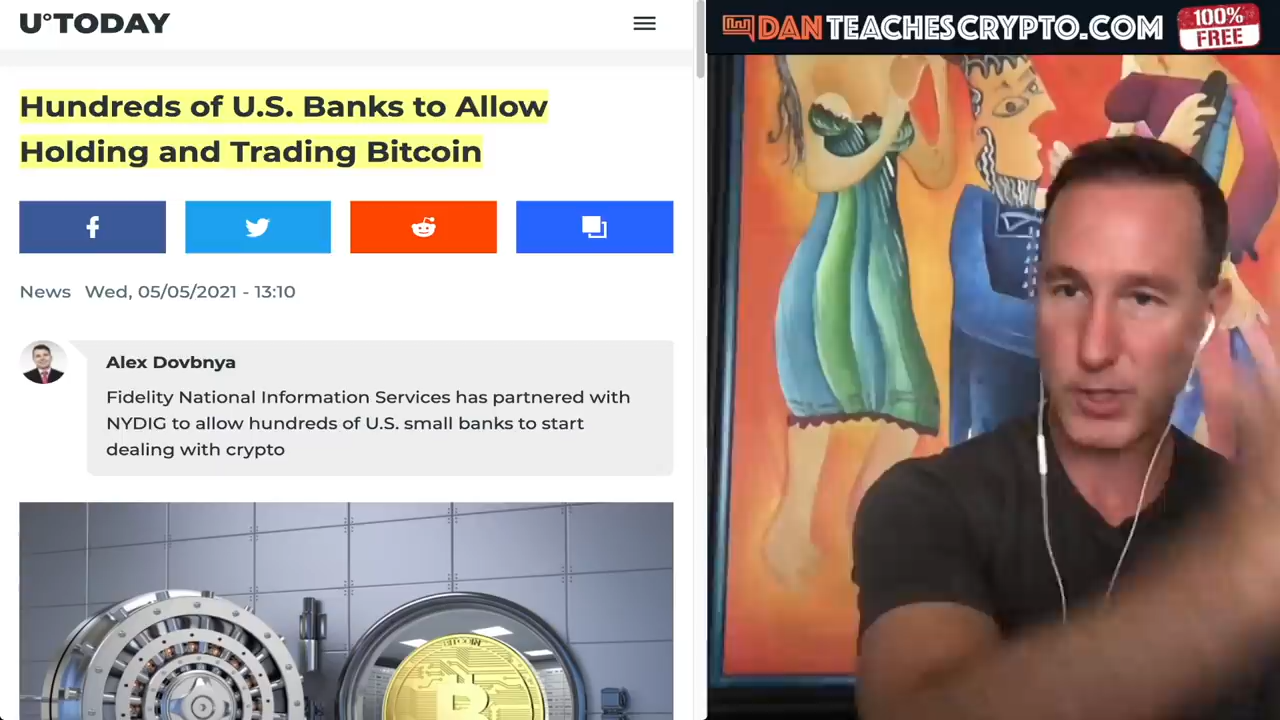 U°TODAY
Hundreds of U.S. Banks to Allow
Holding and Trading Bitcoin
News Wed, 05/05/2021 - 13:10
Alex Dovbnya
Fidelity National Information Services has partnered with
NYDIG to allow hundreds of U.S. small banks to start
dealing with crypto
BITCOIN
DANTEACHESCRYPTO.COM
100%
FREE